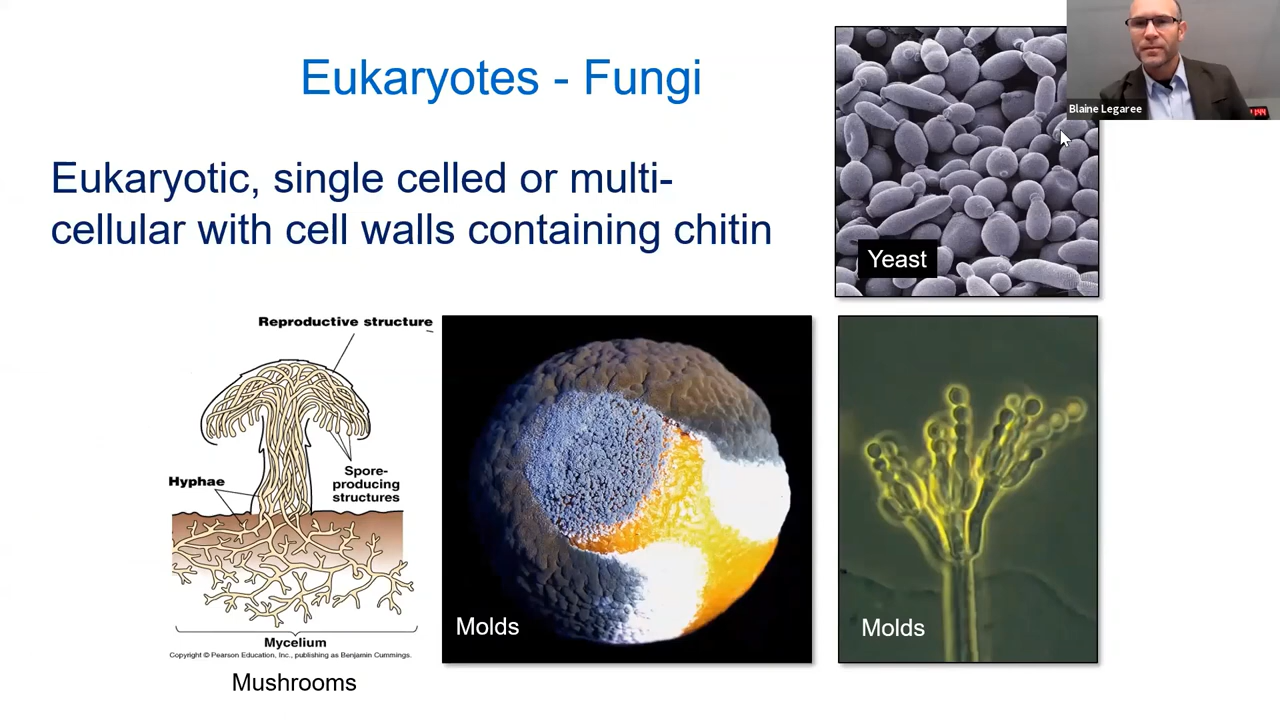 Eukaryotes - Fungi
Blaine Legaree
Eukaryotic, single celled or multi-
cellular with cell walls containing chitin
Yeast
Reproductive structure
Hyphae
Spore-
producing
structures
Mycelium
Copyright © Pearson Education, Inc., publishing as Benjamin Cummings.
Mushrooms
Molds
Molds